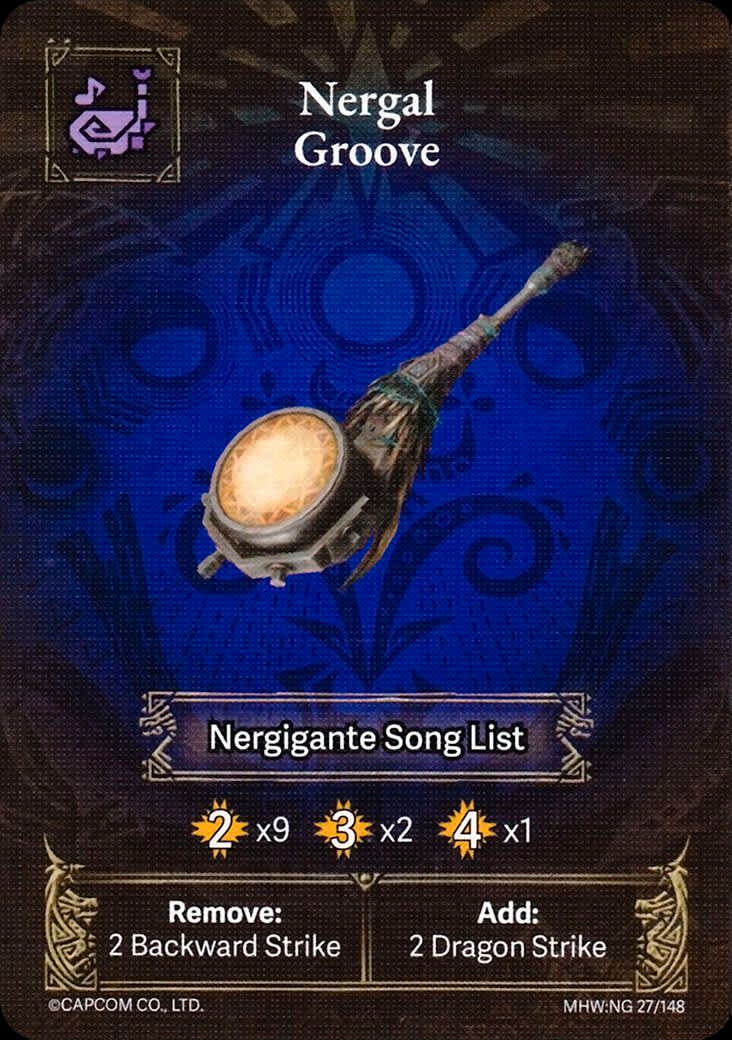 Nergal
Groove
Nergigante Song List
2 x9 3 x2 4 x1
Remove:
2 Backward Strike
Add:
2 Dragon Strike
©CAPCOM CO., LTD.
MHW:NG 27/148